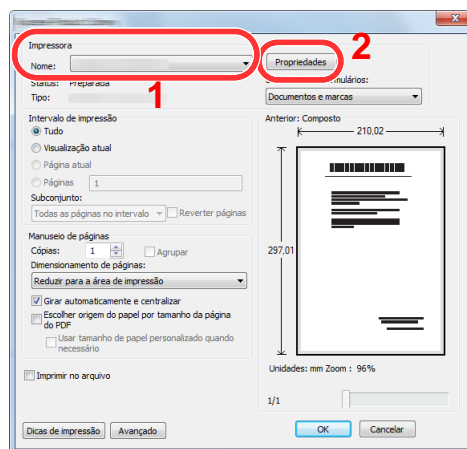 Impressora
Nome:
Propriedades
2
Status: Preparada
mulários:
1
Tipo:
Documentos e marcas
Intervalo de impressão
Anterior: Composto
Tudo
210,02
Visualização atual
Página atual
Páginas 1
Subconjunto:
Todas as páginas no intervalo
Reverter páginas
Manuseio de páginas
Cópias: 1
Agrupar
297,01
Dimensionamento de páginas:
Reduzir para a área de impressão
Girar automaticamente e centralizar
Escolher origem do papel por tamanho da página
do PDF
Usar tamanho de papel personalizado quando
necessário
Unidades: mm Zoom : 96%
Imprimir no arquivo
1/1
Dicas de impressão
Avançado
OK
Cancelar